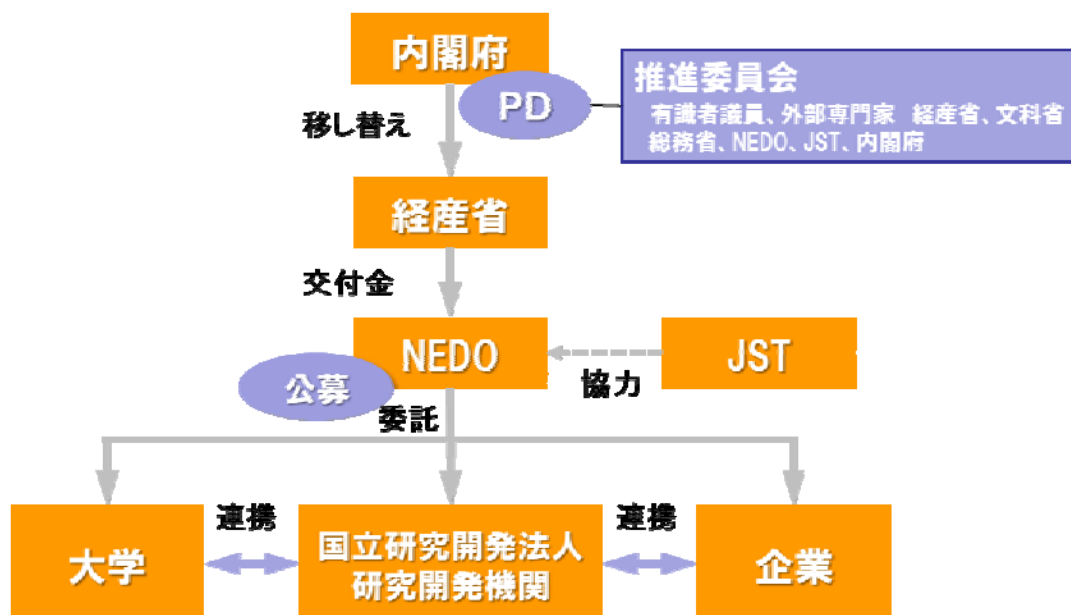 内閣府
PD
推進委員会
有識者議員、外部専門家 経産省、文科省
総務省、NEDO、JST、内閣府
移し替え
経産省
交付金
NEDO
JST
公募
協力
委託
連携
連携
大学
国立研究開発法人
研究開発機関
企業